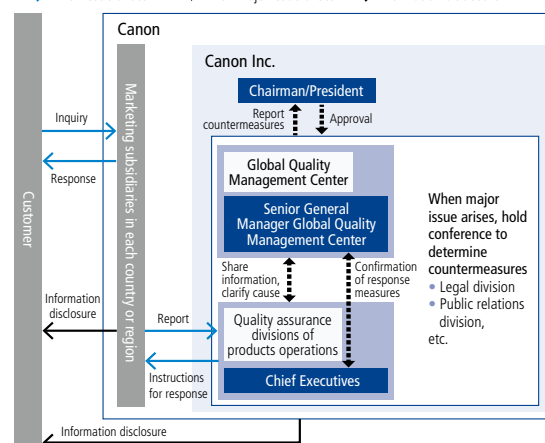 Canon
Canon Inc.
Chairman/President
Report
countermeasures
Approval
Inquiry
Response
Customer
Marketing subsidiaries in each country or region
Global Quality
Management Center
Senior General
Manager Global Quality
Management Center
When major
issue arises, hold
conference to
determine
countermeasures
• Legal division
• Public relations
division,
etc.
Share
information,
clarify cause
Confirmation
of response
measures
Information
disclosure
Report
Quality assurance
divisions of
products operations
Instructions
for response
Chief Executives
Information disclosure